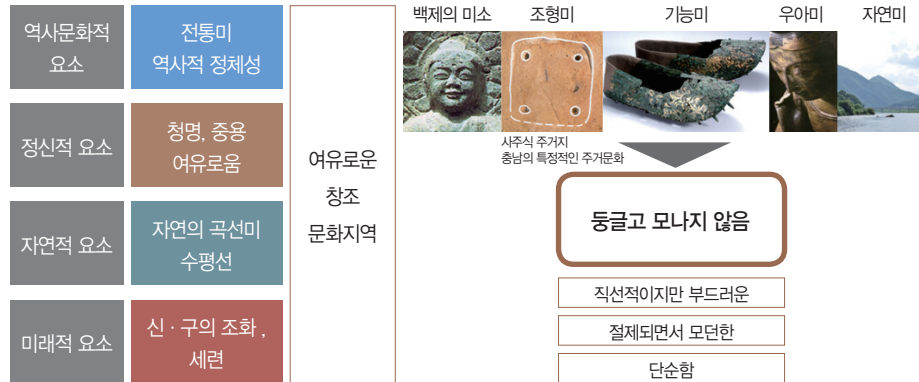 역사문화적
요소
전통미
역사적 정체성
정신적 요소
청명, 중용
여유로움
자연적 요소
자연의 곡선미
수평선
미래적 요소
신 · 구의 조화 ,
세련
여유로운
창조
문화지역
백제의 미소
조형미
기능미
우아미
자연미
사주식 주거지
충남의 특정적인 주거문화
둥글고 모나지 않음
직선적이지만 부드러운
절제되면서 모던한
단순함